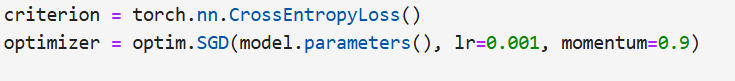 criterion = torch.nn.CrossEntropyLoss()
optimizer = optim.SGD(model.parameters(), lr=0.001, momentum=0.9)